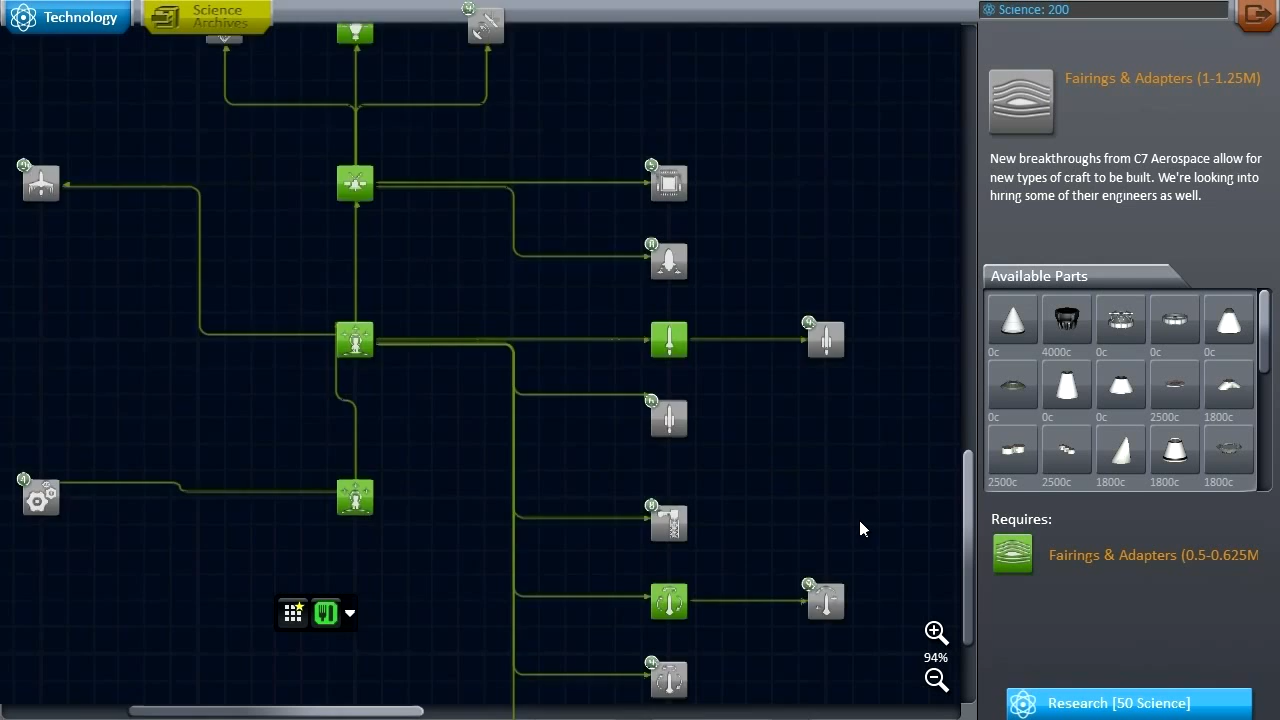 Technology
Science
Archives
Science: 200
Fairings & Adapters (1-1.25M)
New breakthroughs from C7 Aerospace allow for
new types of craft to be built. We're looking into
hiring some of their engineers as well.
Available Parts
0c 4000c 0c 0c 0c
0c 0c 0c 2500c 1800c
2500c 2500c 1800c 1800c 1800c
Requires:
Fairings & Adapters (0.5-0.625M
94%
Research [50 Science]